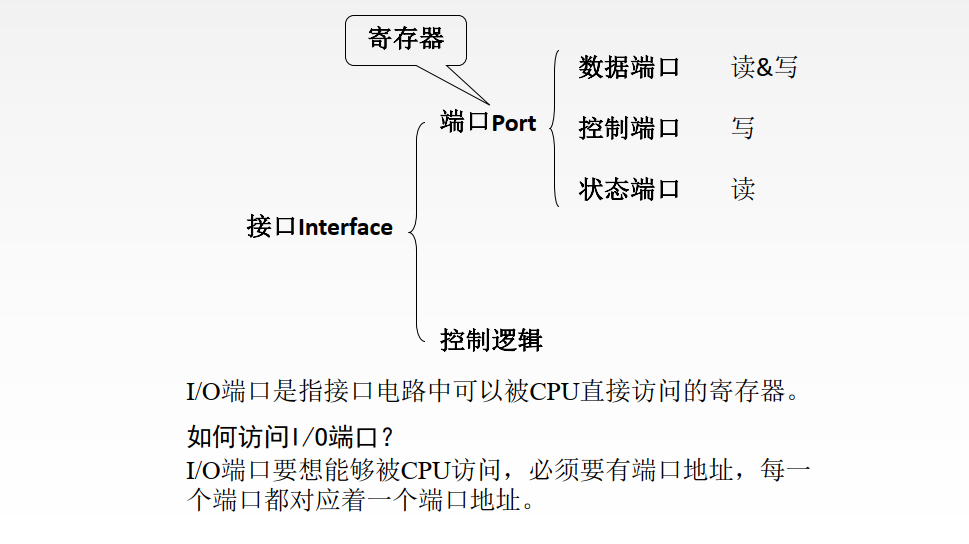 寄存器
端口Port
数据端口 读&写
控制端口 写
状态端口 读
接口Interface
控制逻辑
I/O端口是指接口电路中可以被CPU直接访问的寄存器。
如何访问I/O端口？
I/O端口要想能够被CPU访问，必须要有端口地址，每一
个端口都对应着一个端口地址。